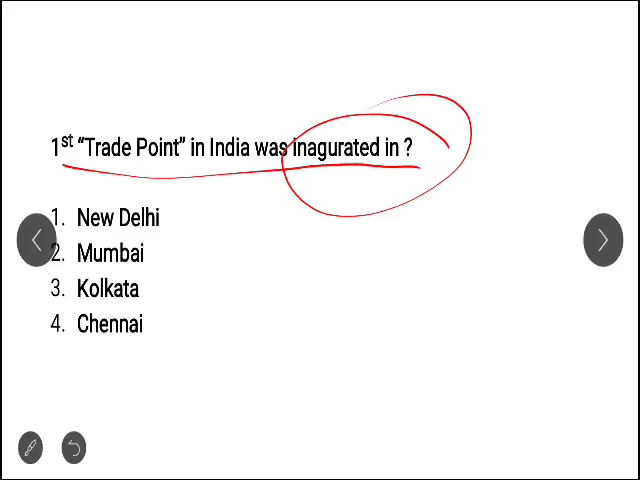 1st “Trade Point” in India was inagurated in ?
1. New Delhi
2. Mumbai
3. Kolkata
4. Chennai